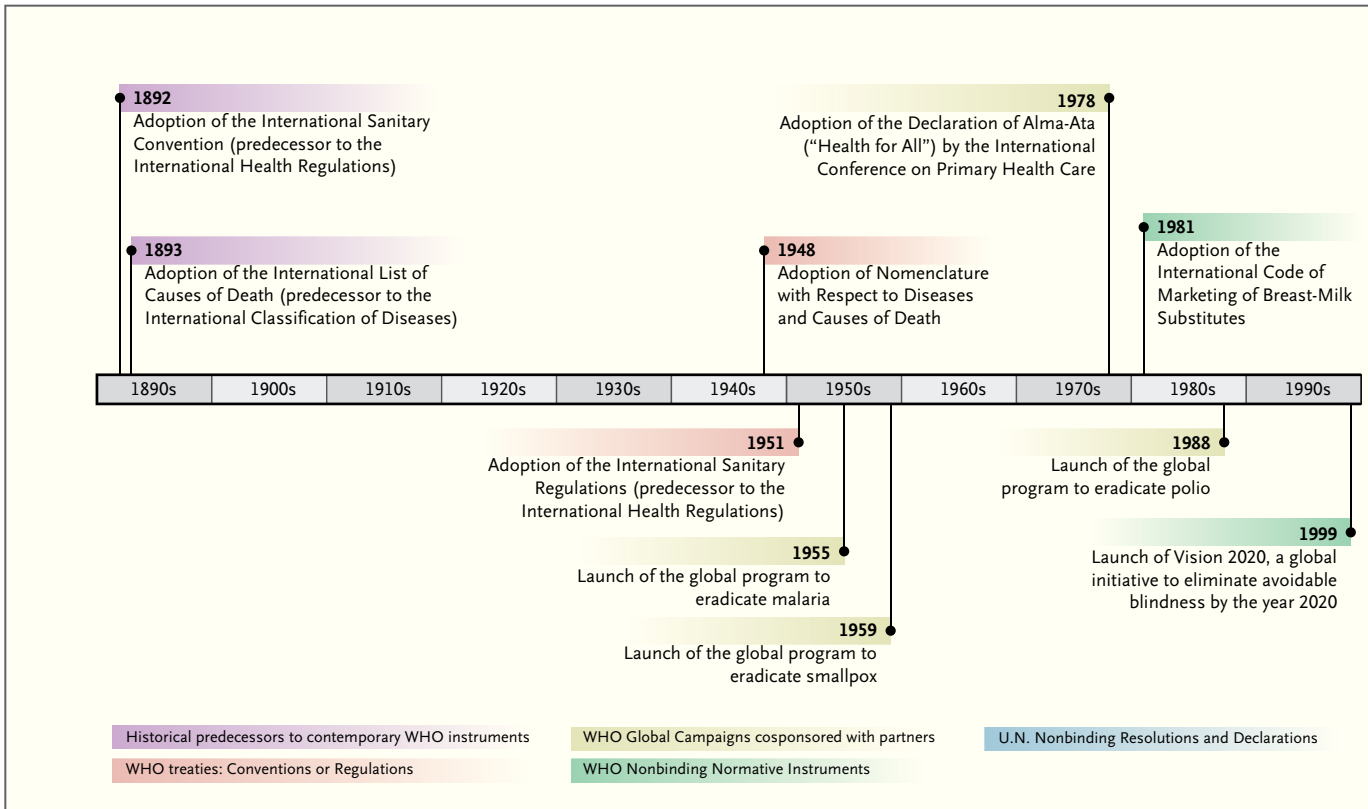 1892
Adoption of the International Sanitary
Convention (predecessor to the
International Health Regulations)
1893
Adoption of the International List of
Causes of Death (predecessor to the
International Classification of Diseases)
1978
Adoption of the Declaration of Alma-Ata
(“Health for All”) by the International
Conference on Primary Health Care
1948
Adoption of Nomenclature
with Respect to Diseases
and Causes of Death
1981
Adoption of the
International Code of
Marketing of Breast-Milk
Substitutes
1890s 1900s 1910s 1920s 1930s 1940s 1950s 1960s 1970s 1980s 1990s
1951
Adoption of the International Sanitary
Regulations (predecessor to the
International Health Regulations)
1955
Launch of the global program to
eradicate malaria
1959
Launch of the global program to
eradicate smallpox
1988
Launch of the global
program to eradicate polio
1999
Launch of Vision 2020, a global
initiative to eliminate avoidable
blindness by the year 2020
Historical predecessors to contemporary WHO instruments
WHO treaties: Conventions or Regulations
WHO Global Campaigns cosponsored with partners
WHO Nonbinding Normative Instruments
U.N. Nonbinding Resolutions and Declarations